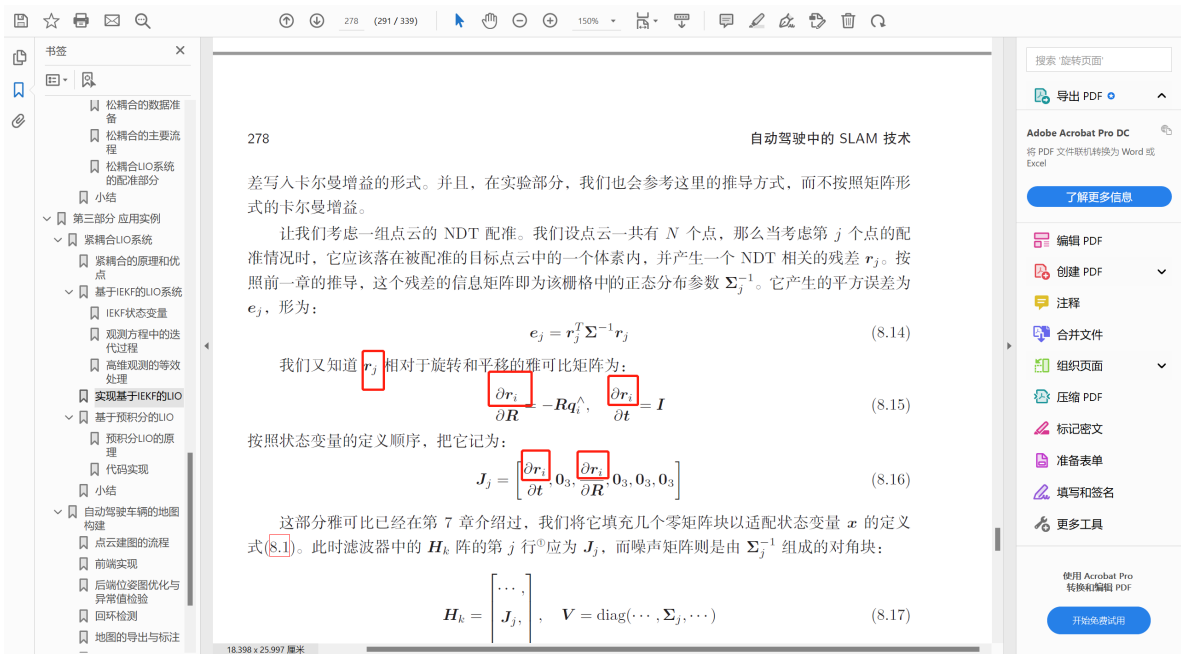 278
(291 / 339)
150%
书签
松耦合的数据准
备
松耦合的主要流
程
松耦合LIO系统
的配准部分
小结
第三部分 应用实例
紧耦合LIO系统
紧耦合的原理和优
点
基于IEKF的LIO系统
IEKF状态变量
观测方程中的迭
代过程
高维观测的等效
处理
实现基于IEKF的LIO
基于预积分的LIO
预积分LIO的原
理
代码实现
小结
自动驾驶车辆的地图
构建
点云建图的流程
前端实现
后端位姿图优化与
异常值检验
回环检测
地图的导出与标注
278
自动驾驶中的 SLAM 技术
差写入卡尔曼增益的形式。并且，在实验部分，我们也会参考这里的推导方式，而不按照矩阵形
式的卡尔曼增益。
让我们考虑一组点云的 NDT 配准。我们设点云一共有 N 个点，那么当考虑第 j 个点的配
准情况时，它应该落在被配准的目标点云中的一个体素内，并产生一个 NDT 相关的残差 r_j。按
照前一章的推导，这个残差的信息矩阵即为该栅格中的正态分布参数 Σ_j^{-1}。它产生的平方误差为
e_j，形为：
e_j = r_j^T Σ^{-1} r_j (8.14)
我们又知道 r_j 相对于旋转和平移的雅可比矩阵为：
∂r_i/∂R = −Rq_i^∧, ∂r_i/∂t = I (8.15)
按照状态变量的定义顺序，把它记为：
J_j = [∂r_i/∂t, 0_3, ∂r_i/∂R, 0_3, 0_3, 0_3] (8.16)
这部分雅可比已经在第 7 章介绍过，我们将它填充几个零矩阵块以适配状态变量 x 的定义
式(8.1)。此时滤波器中的 H_k 阵的第 j 行①应为 J_j，而噪声矩阵则是由 Σ_j^{-1} 组成的对角块：
H_k = [⋯, J_j, , V = diag(⋯, Σ_j, ⋯) (8.17)
18.398 x 25.997 厘米
搜索 '旋转页面'
导出 PDF
Adobe Acrobat Pro DC
将 PDF 文件联机转换为 Word 或
Excel
了解更多信息
编辑 PDF
创建 PDF
注释
合并文件
组织页面
压缩 PDF
标记密文
准备表单
填写和签名
更多工具
使用 Acrobat Pro
转换和编辑 PDF
开始免费试用